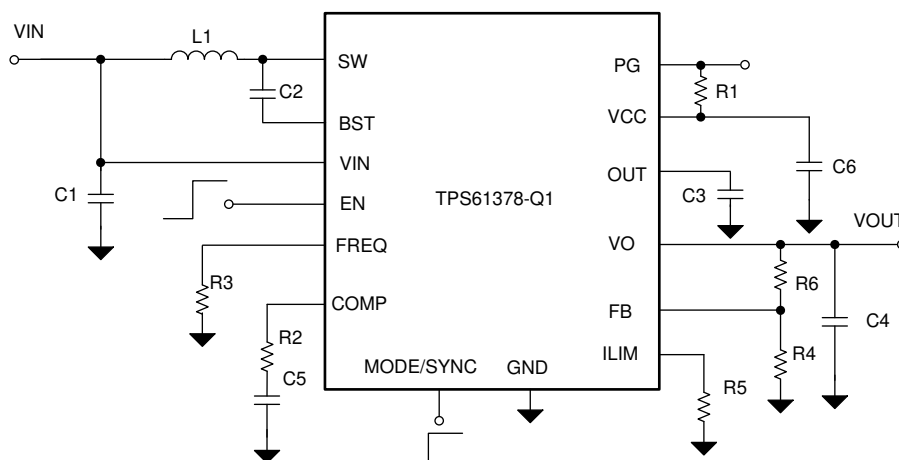 VIN
L1
SW
C2
BST
VIN
C1
EN
FREQ
R3
COMP
R2
C5
MODE/SYNC
GND
TPS61378-Q1
PG
R1
VCC
C6
OUT
C3
VOUT
VO
R6
C4
FB
R4
ILIM
R5